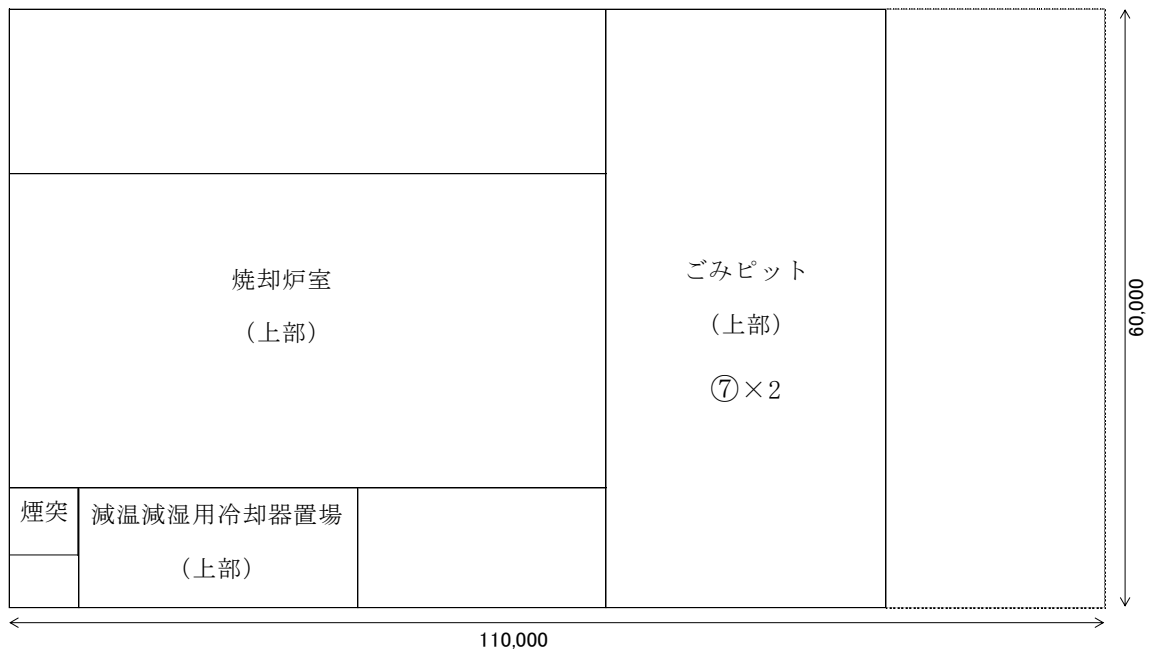 焼却炉室
（上部）
ごみピット
（上部）
⑦×2
煙突
減温減湿用冷却器置場
（上部）
60,000
110,000